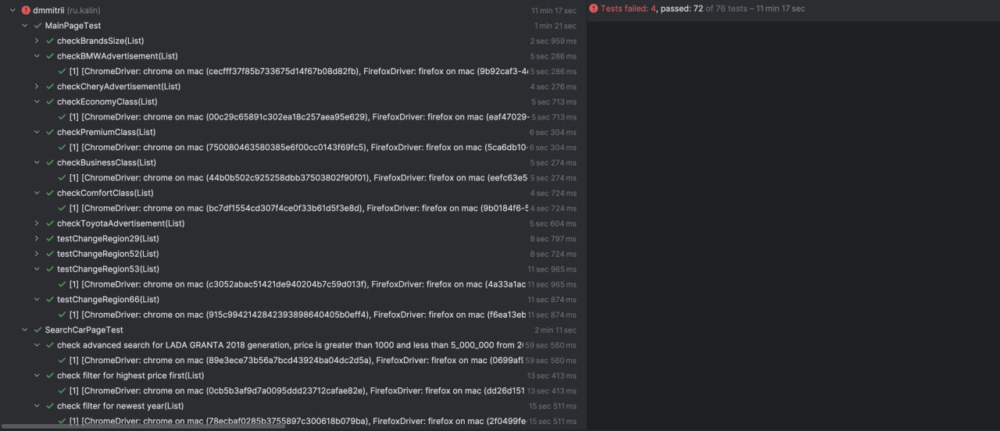 dmmitrii (ru.kalin) 11 min 17 sec
Tests failed: 4, passed: 72 of 76 tests – 11 min 17 sec
MainPageTest 1 min 21 sec
checkBrandsSize(List) 2 sec 959 ms
checkBMWAdvertisement(List) 5 sec 286 ms
[1] [ChromeDriver: chrome on mac (cecfff37f85b733675d14f67b08d82fb), FirefoxDriver: firefox on mac (9b92caf3-4 5 sec 286 ms
checkCheryAdvertisement(List) 4 sec 276 ms
checkEconomyClass(List) 5 sec 713 ms
[1] [ChromeDriver: chrome on mac (00c29c65891c302ea18c257aea95e629), FirefoxDriver: firefox on mac (eaf47029- 5 sec 713 ms
checkPremiumClass(List) 6 sec 304 ms
[1] [ChromeDriver: chrome on mac (750080463580385e6f00cc0143f69fc5), FirefoxDriver: firefox on mac (5ca6db10- 6 sec 304 ms
checkBusinessClass(List) 5 sec 274 ms
[1] [ChromeDriver: chrome on mac (44b0b502c925258dbb37503802f90f01), FirefoxDriver: firefox on mac (eefc63e5 5 sec 274 ms
checkComfortClass(List) 4 sec 724 ms
[1] [ChromeDriver: chrome on mac (bc7df1554cd307f4ce0f33b61d5f3e8d), FirefoxDriver: firefox on mac (9b0184f6-5 4 sec 724 ms
checkToyotaAdvertisement(List) 5 sec 604 ms
testChangeRegion29(List) 8 sec 797 ms
testChangeRegion52(List) 8 sec 724 ms
testChangeRegion53(List) 11 sec 965 ms
[1] [ChromeDriver: chrome on mac (c3052abac51421de940204b7c59d013f), FirefoxDriver: firefox on mac (4a33a1ac 11 sec 965 ms
testChangeRegion66(List) 11 sec 874 ms
[1] [ChromeDriver: chrome on mac (915c9942142842393898640405b0eff4), FirefoxDriver: firefox on mac (f6ea13eb 11 sec 874 ms
SearchCarPageTest 2 min 11 sec
check advanced search for LADA GRANTA 2018 generation, price is greater than 1000 and less than 5_000_000 from 2 59 sec 560 ms
[1] [ChromeDriver: chrome on mac (89e3ece73b56a7bcd43924ba04dc2d5a), FirefoxDriver: firefox on mac (0699af9 59 sec 560 ms
check filter for highest price first(List) 13 sec 413 ms
[1] [ChromeDriver: chrome on mac (0cb5b3af9d7a0095ddd23712cafae82e), FirefoxDriver: firefox on mac (dd26d151 13 sec 413 ms
check filter for newest year(List) 15 sec 511 ms
[1] [ChromeDriver: chrome on mac (78ecbaf0285b3755897c300618b079ba), FirefoxDriver: firefox on mac (2f0499fe- 15 sec 511 ms